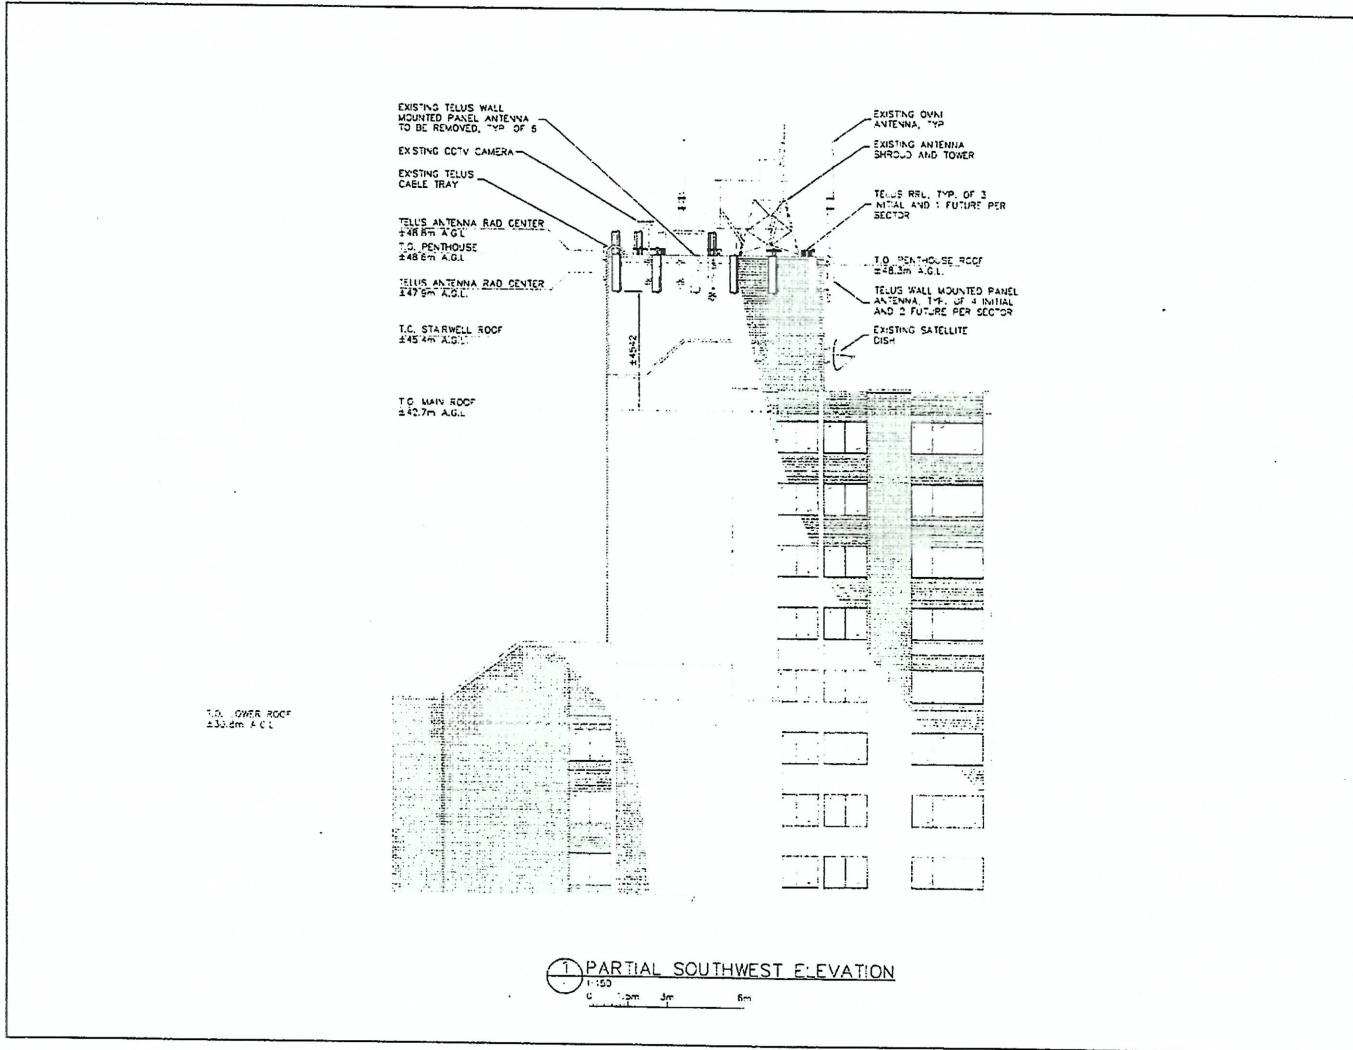 EXISTING TELUS WALL
MOUNTED PANEL ANTENNA
TO BE REMOVED, TYP OF 6
EXISTING CCTV CAMERA
EXISTING TELUS
CABLE TRAY
TELUS ANTENNA RAD CENTER
A.G.L
T.O. PENTHOUSE
±48.6m A.G.L
TELUS ANTENNA RAD CENTER
±47.9m A.G.L.
T.O. STAIRWELL ROOF
±45.4m A.G.L.
T.O. MAIN ROOF
±42.7m A.G.L
T.O. LOWER ROOF
EXISTING OMNI
ANTENNA, TYP
EXISTING ANTENNA
SHROUD AND TOWER
TELUS RRU, TYP. OF 3
INITIAL AND 1 FUTURE PER
SECTOR
T.O. PENTHOUSE ROOF
±48.3m A.G.L.
TELUS WALL MOUNTED PANEL
ANTENNA, TYP. OF 4 INITIAL
AND 2 FUTURE PER SECTOR
EXISTING SATELLITE
DISH
±4542
1 PARTIAL SOUTHWEST ELEVATION
1:150
0 1.5m 3m 6m